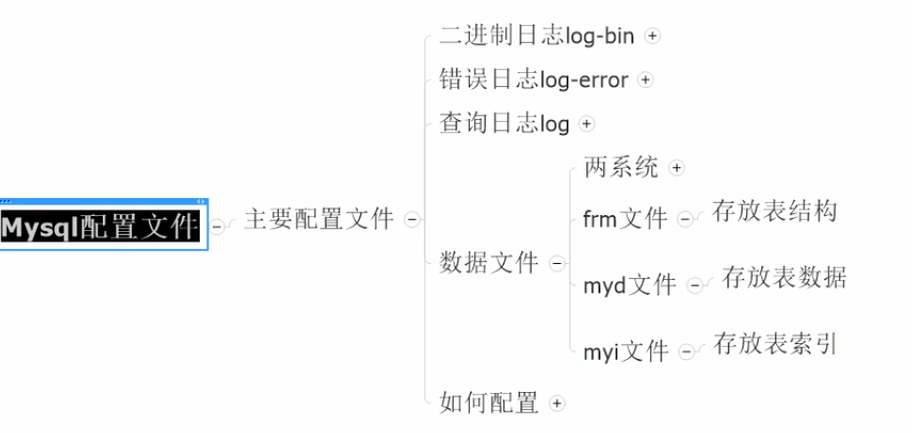 Mysql配置文件
主要配置文件
二进制日志log-bin
错误日志log-error
查询日志log
数据文件
两系统
frm文件
存放表结构
myd文件
存放表数据
myi文件
存放表索引
如何配置